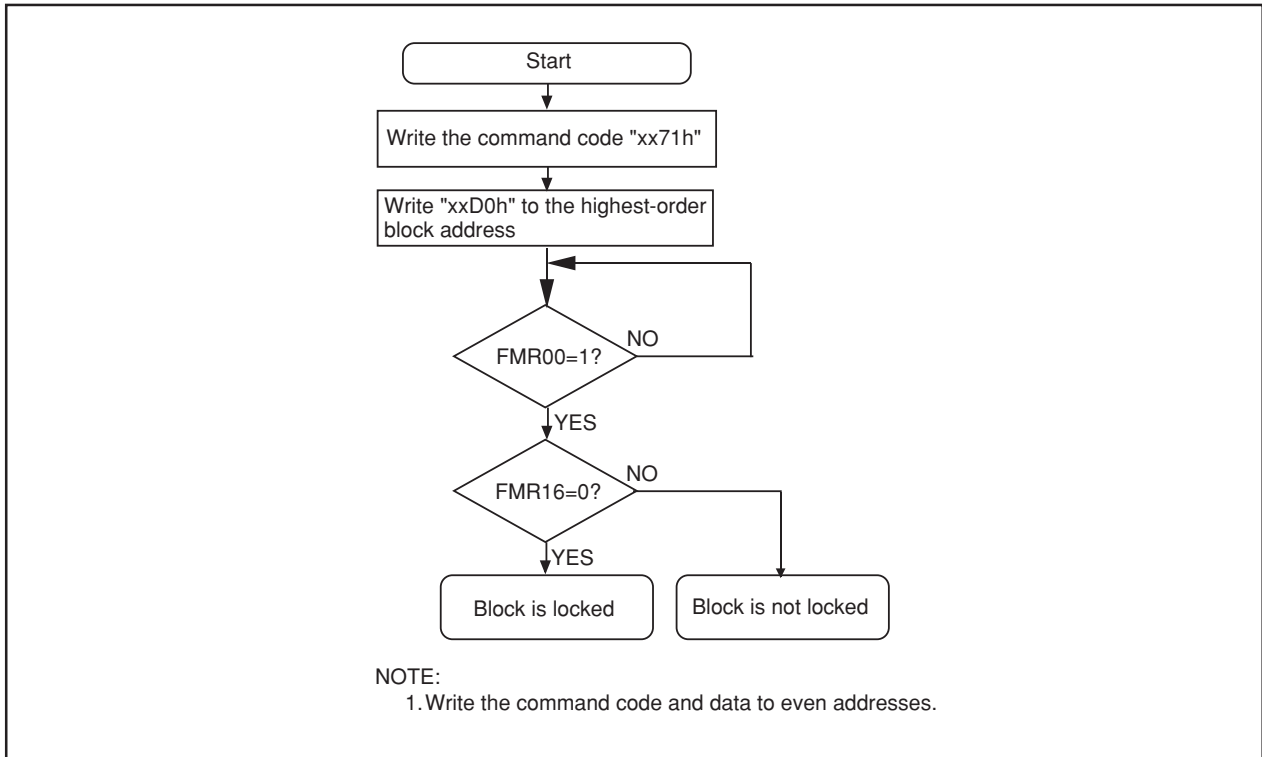 Start
Write the command code "xx71h"
Write "xxD0h" to the highest-order
block address
FMR00=1?
NO
YES
FMR16=0?
NO
YES
Block is locked
Block is not locked
NOTE:
1. Write the command code and data to even addresses.